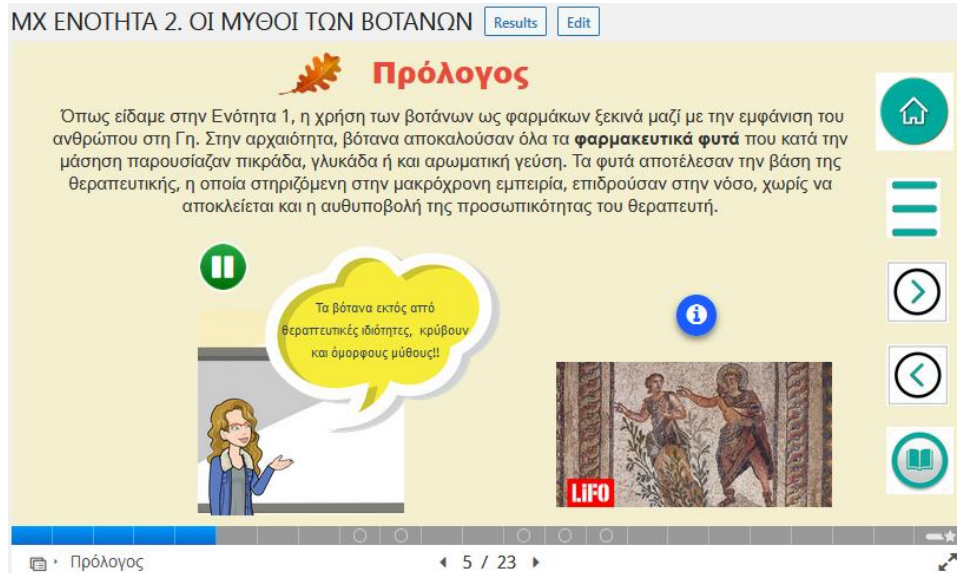 ΜΧ ΕΝΟΤΗΤΑ 2. ΟΙ ΜΥΘΟΙ ΤΩΝ ΒΟΤΑΝΩΝ Results Edit
Πρόλογος
Όπως είδαμε στην Ενότητα 1, η χρήση των βοτάνων ως φαρμάκων ξεκινά μαζί με την εμφάνιση του
ανθρώπου στη Γη. Στην αρχαιότητα, βότανα αποκαλούσαν όλα τα φαρμακευτικά φυτά που κατά την
μάσηση παρουσίαζαν πικράδα, γλυκάδα ή και αρωματική γεύση. Τα φυτά αποτέλεσαν την βάση της
θεραπευτικής, η οποία στηριζόμενη στην μακρόχρονη εμπειρία, επιδρούσαν στην νόσο, χωρίς να
αποκλείεται και η αυθυποβολή της προσωπικότητας του θεραπευτή.
Τα βότανα εκτός από
θεραπευτικές ιδιότητες, κρύβουν
και όμορφους μύθους!!
LiFO
Πρόλογος
5 / 23